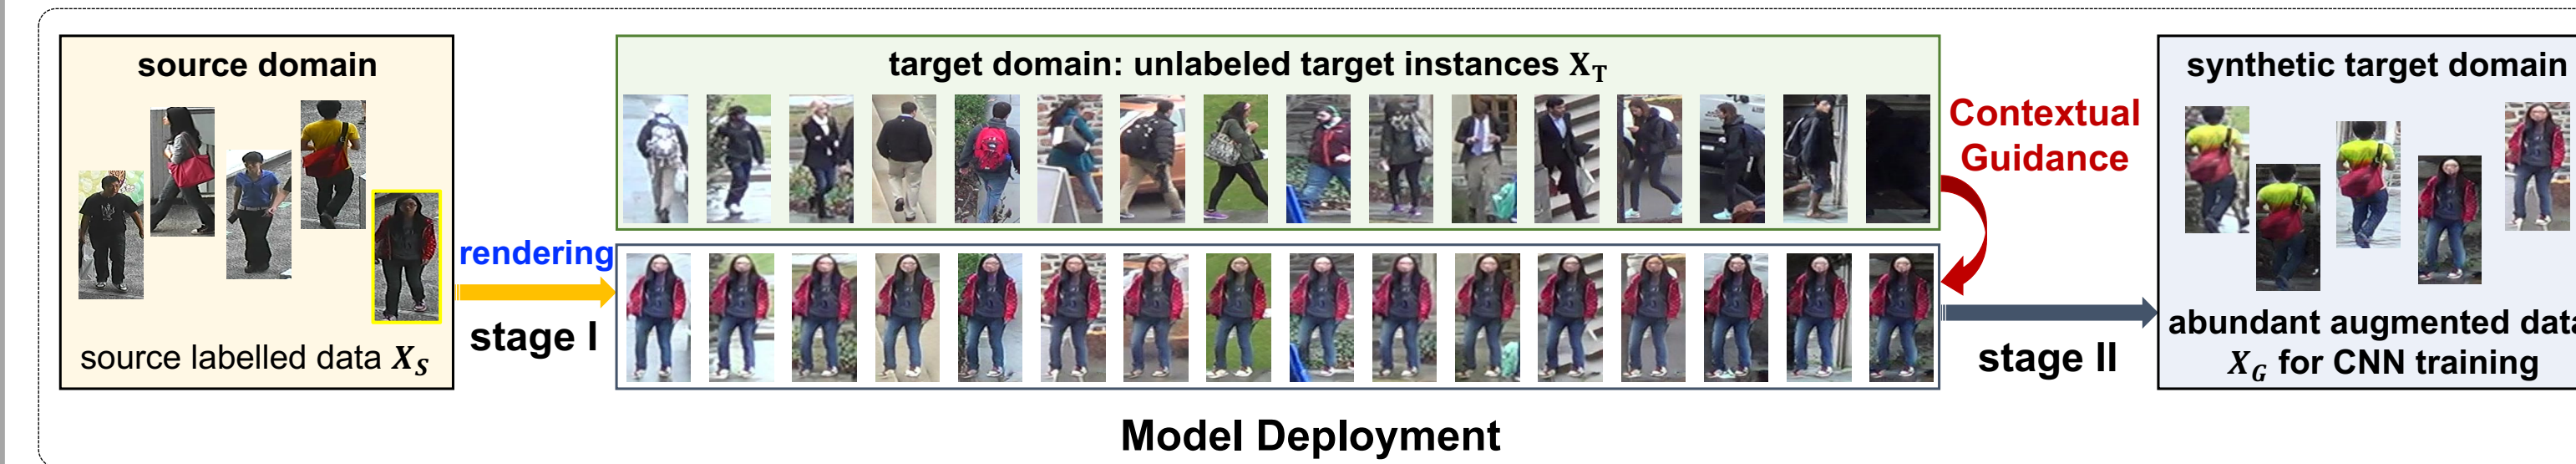 source domain
source labelled data X_S
rendering
stage I
target domain: unlabeled target instances X_T
Contextual
Guidance
stage II
synthetic target domain
abundant augmented data
X_G for CNN training
Model Deployment